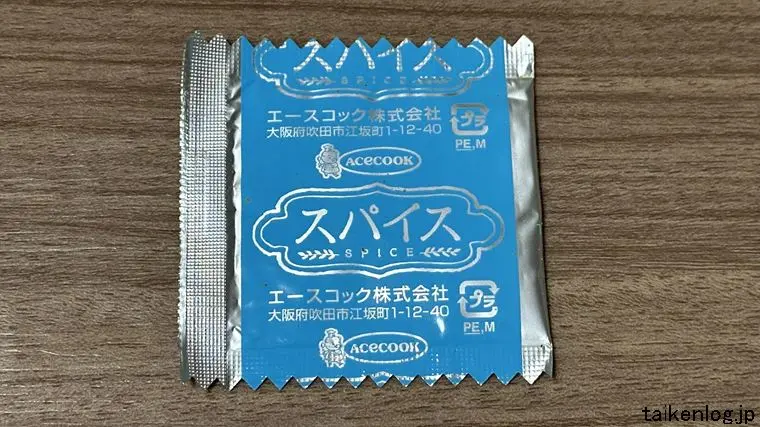 スパイス
SPICE
エースコック株式会社
大阪府吹田市江坂町1-12-40
プラ
PE,M
ACECOOK
スパイス
SPICE
エースコック株式会社
大阪府吹田市江坂町1-12-40
プラ
PE,M
ACECOOK
taikenlog.jp